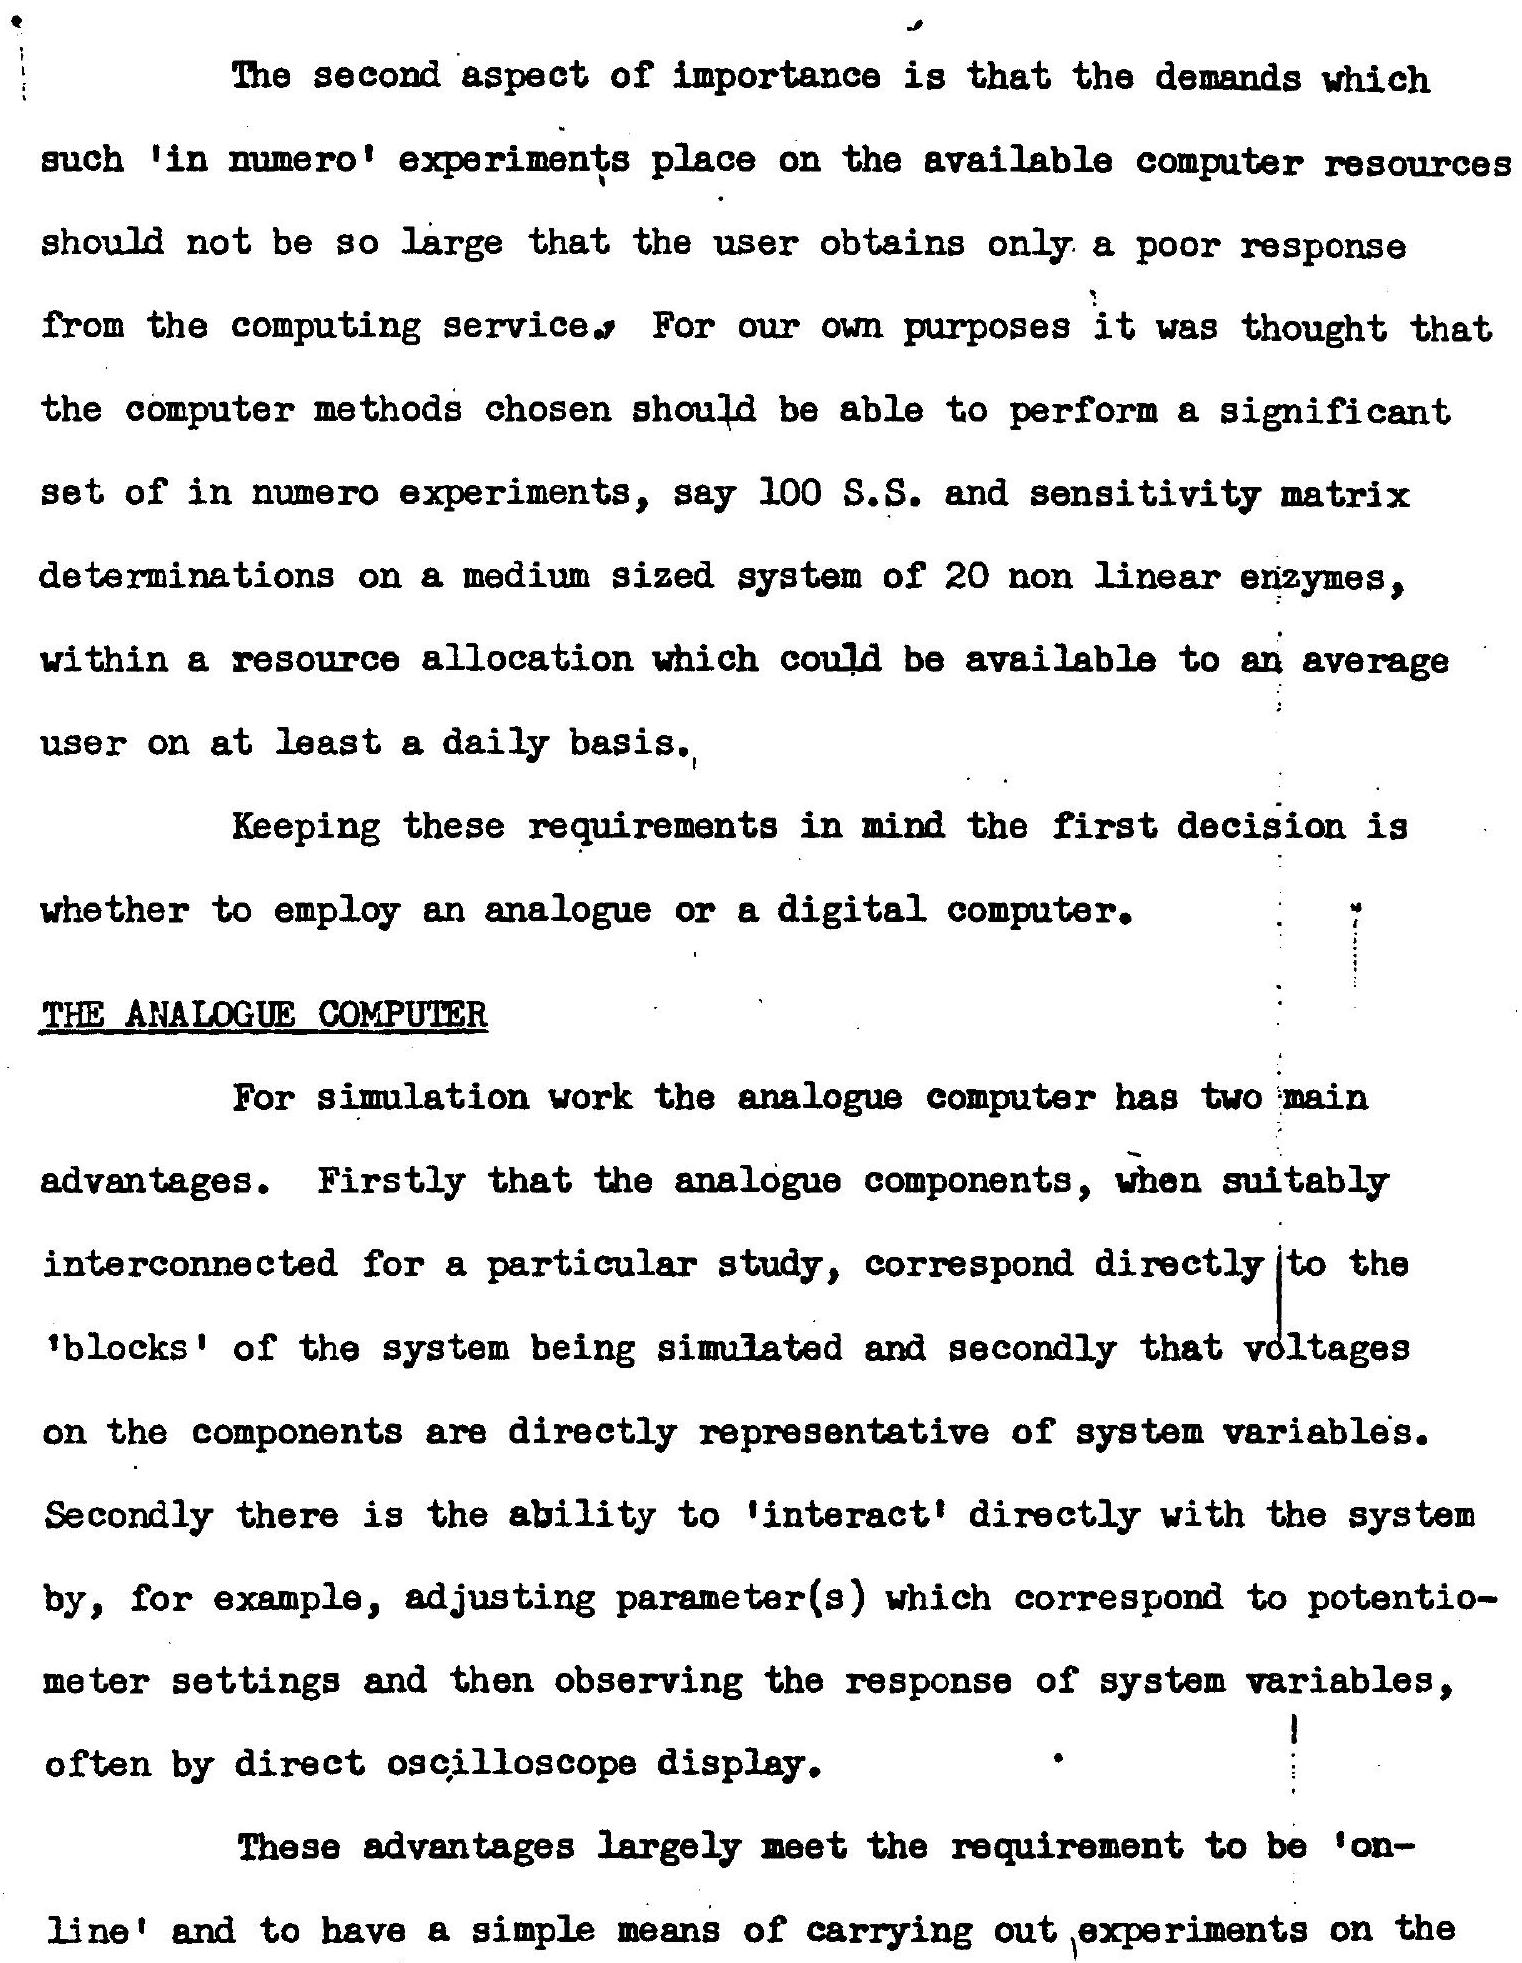 The second aspect of importance is that the demands which
such 'in numero' experiments place on the available computer resources
should not be so large that the user obtains only a poor response
from the computing service. For our own purposes it was thought that
the computer methods chosen should be able to perform a significant
set of in numero experiments, say 100 S.S. and sensitivity matrix
determinations on a medium sized system of 20 non linear enzymes,
within a resource allocation which could be available to an average
user on at least a daily basis.
Keeping these requirements in mind the first decision is
whether to employ an analogue or a digital computer.
THE ANALOGUE COMPUTER
For simulation work the analogue computer has two main
advantages. Firstly that the analogue components, when suitably
interconnected for a particular study, correspond directly to the
'blocks' of the system being simulated and secondly that voltages
on the components are directly representative of system variables.
Secondly there is the ability to 'interact' directly with the system
by, for example, adjusting parameter(s) which correspond to potentio-
meter settings and then observing the response of system variables,
often by direct oscilloscope display.
These advantages largely meet the requirement to be 'on-
line' and to have a simple means of carrying out experiments on the